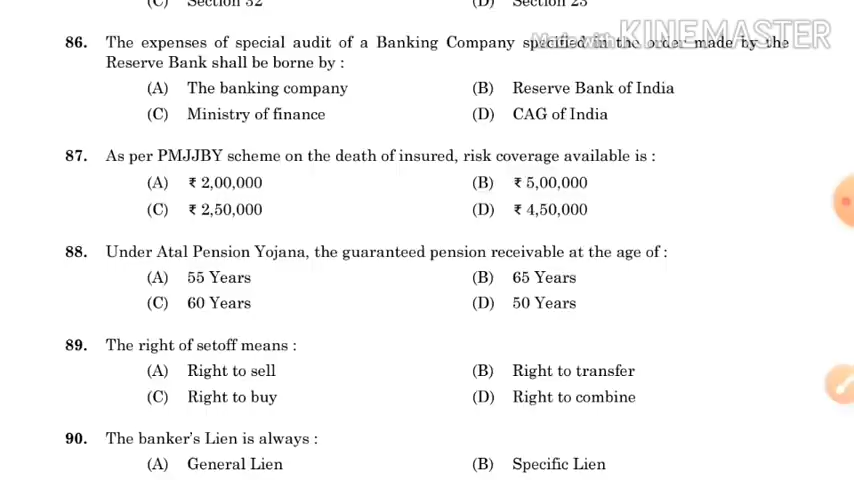 (C) Section 32 (D) Section 23
86. The expenses of special audit of a Banking Company specified in the order made by the
Made with KINEMASTER
Reserve Bank shall be borne by :
(A) The banking company (B) Reserve Bank of India
(C) Ministry of finance (D) CAG of India
87. As per PMJJBY scheme on the death of insured, risk coverage available is :
(A) ₹ 2,00,000 (B) ₹ 5,00,000
(C) ₹ 2,50,000 (D) ₹ 4,50,000
88. Under Atal Pension Yojana, the guaranteed pension receivable at the age of :
(A) 55 Years (B) 65 Years
(C) 60 Years (D) 50 Years
89. The right of setoff means :
(A) Right to sell (B) Right to transfer
(C) Right to buy (D) Right to combine
90. The banker's Lien is always :
(A) General Lien (B) Specific Lien